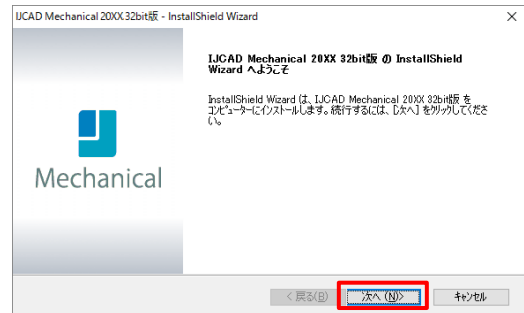 IJCAD Mechanical 20XX 32bit版 - InstallShield Wizard
IJCAD Mechanical 20XX 32bit版 の InstallShield
Wizard へようこそ
InstallShield Wizard は、IJCAD Mechanical 20XX 32bit版 を
コンピューターにインストールします。続行するには、[次へ] をクリックしてくださ
い。
Mechanical
< 戻る(B)
次へ (N)>
キャンセル